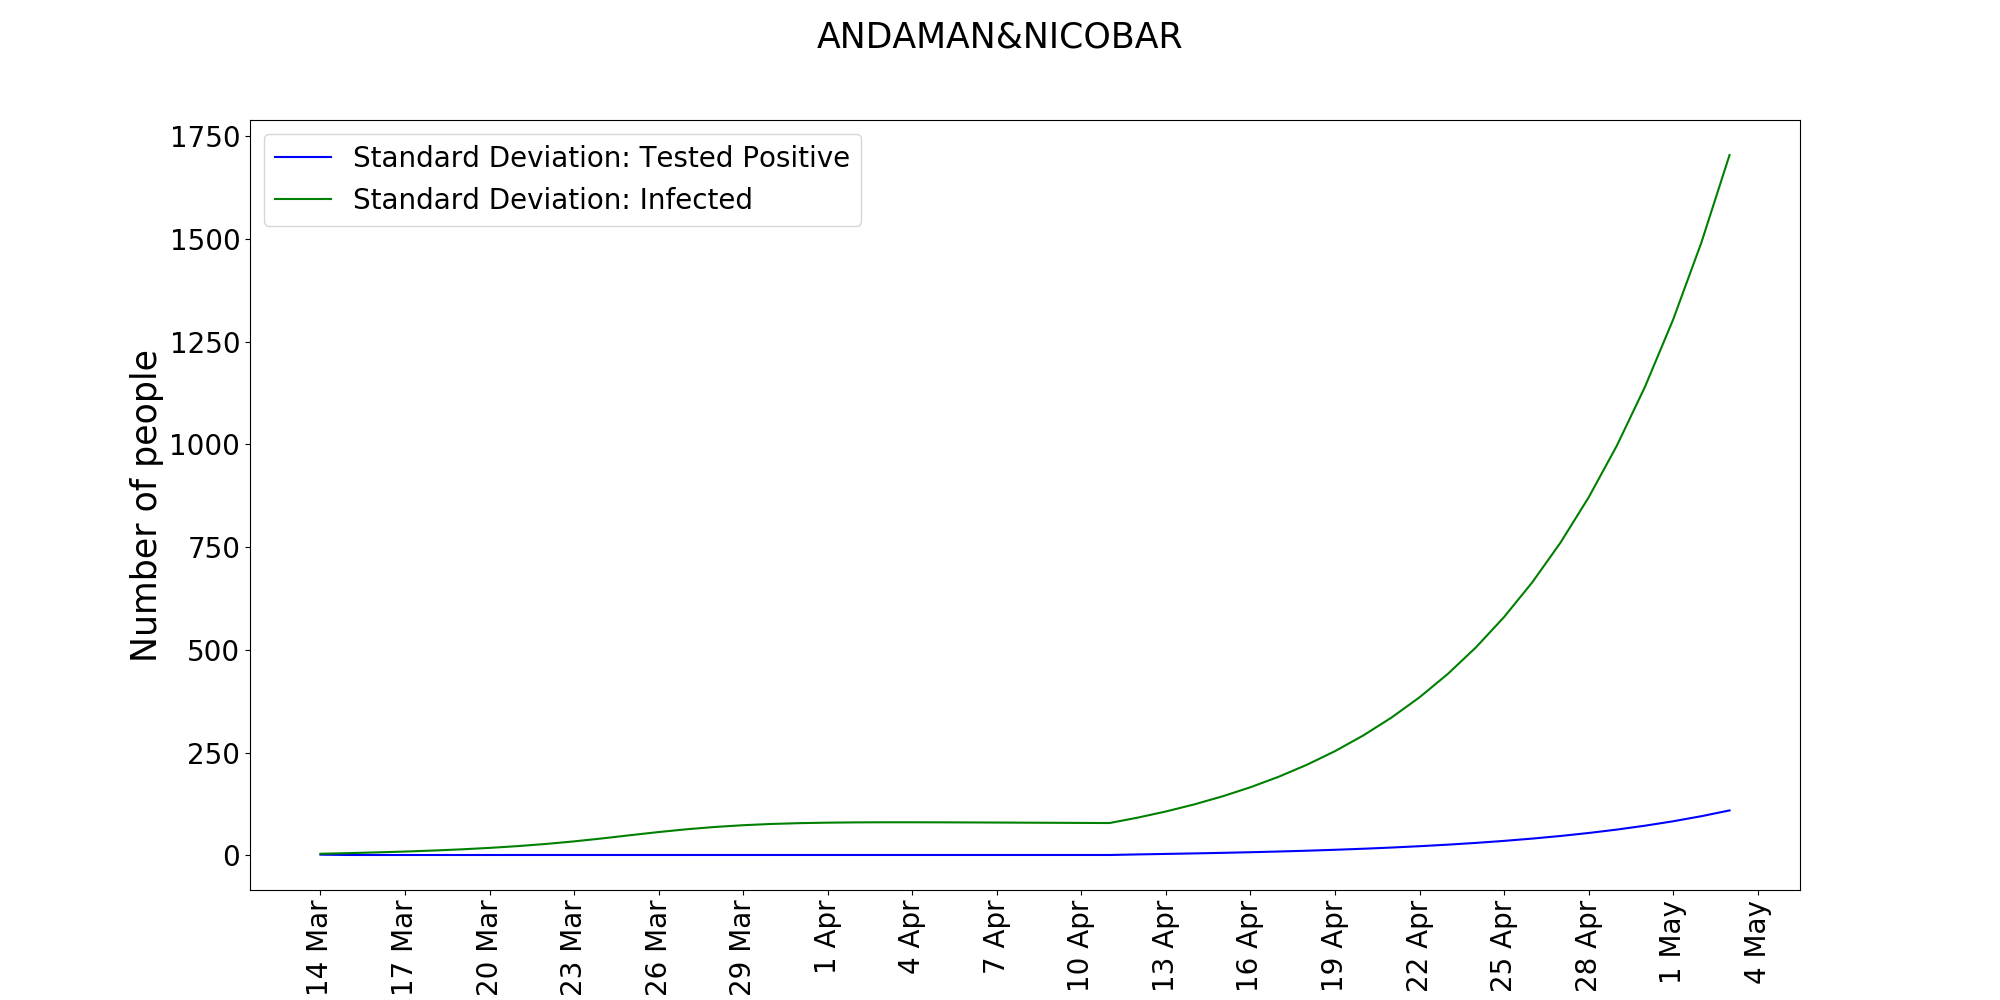 ANDAMAN&NICOBAR
Standard Deviation: Tested Positive
Standard Deviation: Infected
Number of people
1750
1500
1250
1000
750
500
250
0
14 Mar
17 Mar
20 Mar
23 Mar
26 Mar
29 Mar
1 Apr
4 Apr
7 Apr
10 Apr
13 Apr
16 Apr
19 Apr
22 Apr
25 Apr
28 Apr
1 May
4 May